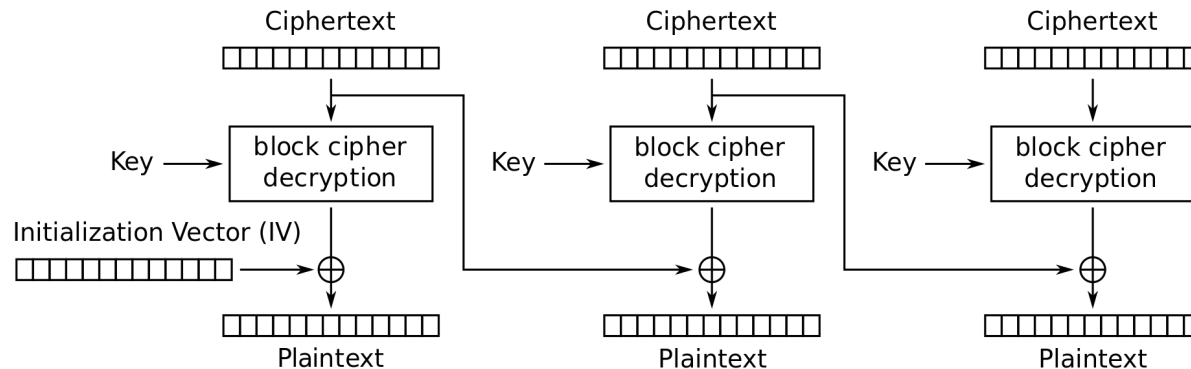 Ciphertext Ciphertext Ciphertext
Key block cipher decryption Key block cipher decryption Key block cipher decryption
Initialization Vector (IV)
Plaintext Plaintext Plaintext